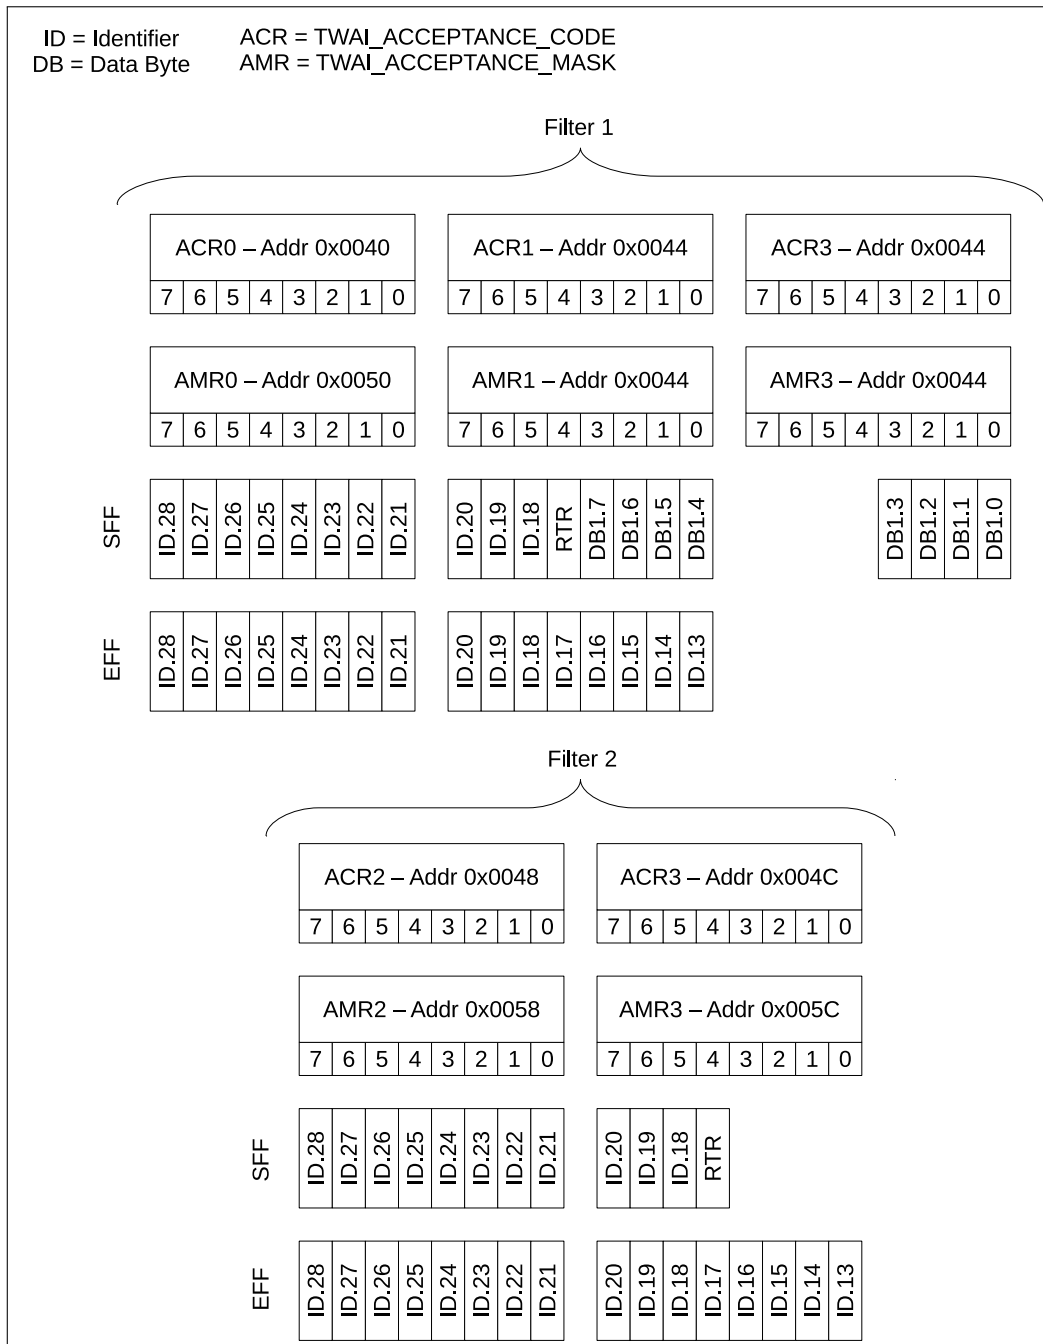 ID = Identifier ACR = TWAI_ACCEPTANCE_CODE
DB = Data Byte AMR = TWAI_ACCEPTANCE_MASK
Filter 1
ACR0 – Addr 0x0040 ACR1 – Addr 0x0044 ACR3 – Addr 0x0044
7 6 5 4 3 2 1 0 7 6 5 4 3 2 1 0 7 6 5 4 3 2 1 0
AMR0 – Addr 0x0050 AMR1 – Addr 0x0044 AMR3 – Addr 0x0044
7 6 5 4 3 2 1 0 7 6 5 4 3 2 1 0 7 6 5 4 3 2 1 0
SFF ID.28 ID.27 ID.26 ID.25 ID.24 ID.23 ID.22 ID.21 ID.20 ID.19 ID.18 RTR DB1.7 DB1.6 DB1.5 DB1.4 DB1.3 DB1.2 DB1.1 DB1.0
EFF ID.28 ID.27 ID.26 ID.25 ID.24 ID.23 ID.22 ID.21 ID.20 ID.19 ID.18 ID.17 ID.16 ID.15 ID.14 ID.13
Filter 2
ACR2 – Addr 0x0048 ACR3 – Addr 0x004C
7 6 5 4 3 2 1 0 7 6 5 4 3 2 1 0
AMR2 – Addr 0x0058 AMR3 – Addr 0x005C
7 6 5 4 3 2 1 0 7 6 5 4 3 2 1 0
SFF ID.28 ID.27 ID.26 ID.25 ID.24 ID.23 ID.22 ID.21 ID.20 ID.19 ID.18 RTR
EFF ID.28 ID.27 ID.26 ID.25 ID.24 ID.23 ID.22 ID.21 ID.20 ID.19 ID.18 ID.17 ID.16 ID.15 ID.14 ID.13